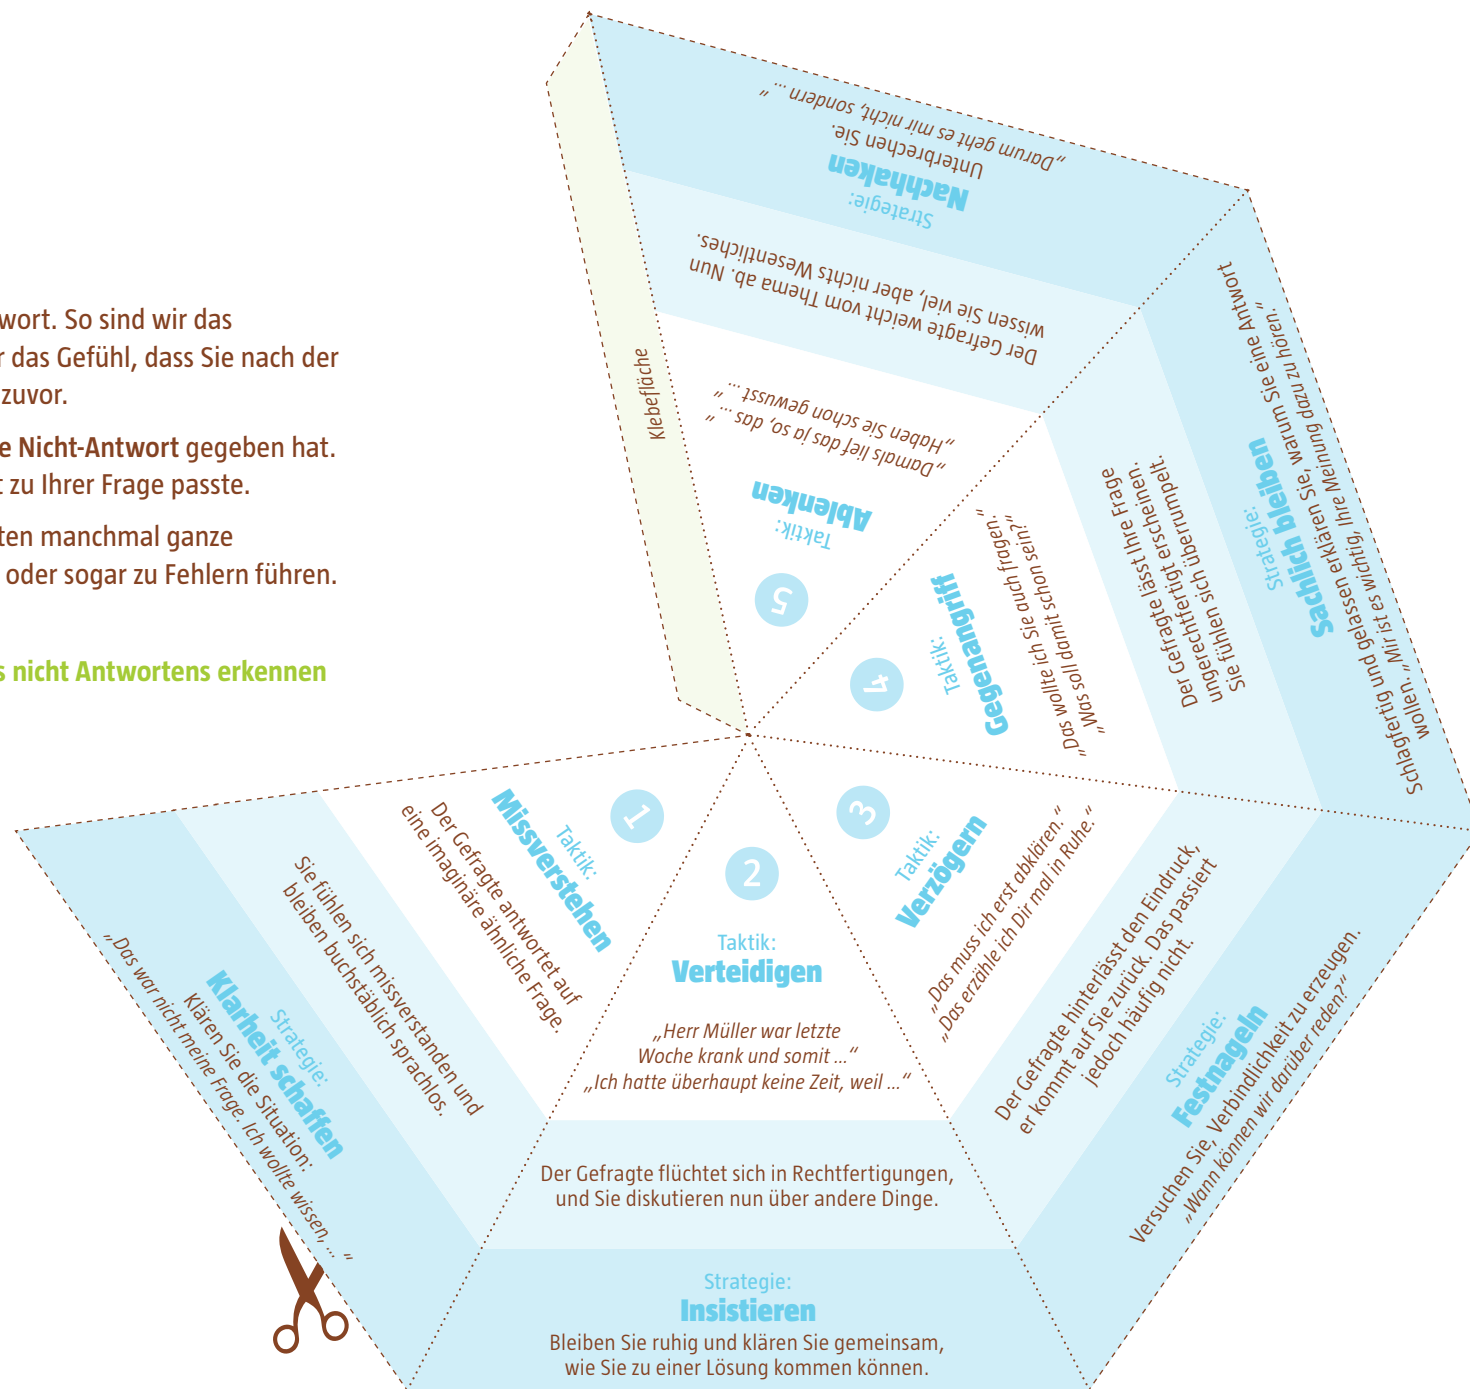 wort. So sind wir das
r das Gefühl, dass Sie nach der
zuvor.
e Nicht-Antwort gegeben hat.
t zu Ihrer Frage passte.
ten manchmal ganze
oder sogar zu Fehlern führen.
s nicht Antwortens erkennen
Klebefläche
1
Taktik:
Missverstehen
Der Gefragte antwortet auf
eine imaginäre ähnliche Frage.
Sie fühlen sich missverstanden und
bleiben buchstäblich sprachlos.
Strategie:
Klarheit schaffen
Klären Sie die Situation:
„Das war nicht meine Frage. Ich wollte wissen, ... “
2
Taktik:
Verteidigen
„Herr Müller war letzte
Woche krank und somit ...“
„Ich hatte überhaupt keine Zeit, weil ...“
Der Gefragte flüchtet sich in Rechtfertigungen,
und Sie diskutieren nun über andere Dinge.
Strategie:
Insistieren
Bleiben Sie ruhig und klären Sie gemeinsam,
wie Sie zu einer Lösung kommen können.
3
Taktik:
Verzögern
„Das muss ich erst abklären.“
„Das erzähle ich Dir mal in Ruhe.“
Der Gefragte hinterlässt den Eindruck,
er kommt auf Sie zurück. Das passiert
jedoch häufig nicht.
Strategie:
Festnageln
Versuchen Sie, Verbindlichkeit zu erzeugen.
„Wann können wir darüber reden?“
4
Taktik:
Gegenangriff
„Das wollte ich Sie auch fragen.“
„Was soll damit schon sein?“
Der Gefragte lässt Ihre Frage
ungerechtfertigt erscheinen.
Sie fühlen sich überrumpelt.
Strategie:
Sachlich bleiben
Schlagfertig und gelassen erklären Sie, warum Sie eine Antwort
wollen. „Mir ist es wichtig, Ihre Meinung dazu zu hören.“
5
Taktik:
Ablenken
„Damals lief das ja so, das ... “
„Haben Sie schon gewusst ... “
Der Gefragte weicht vom Thema ab. Nun
wissen Sie viel, aber nichts Wesentliches.
Strategie:
Nachhaken
Unterbrechen Sie.
„Darum geht es mir nicht, sondern ... “